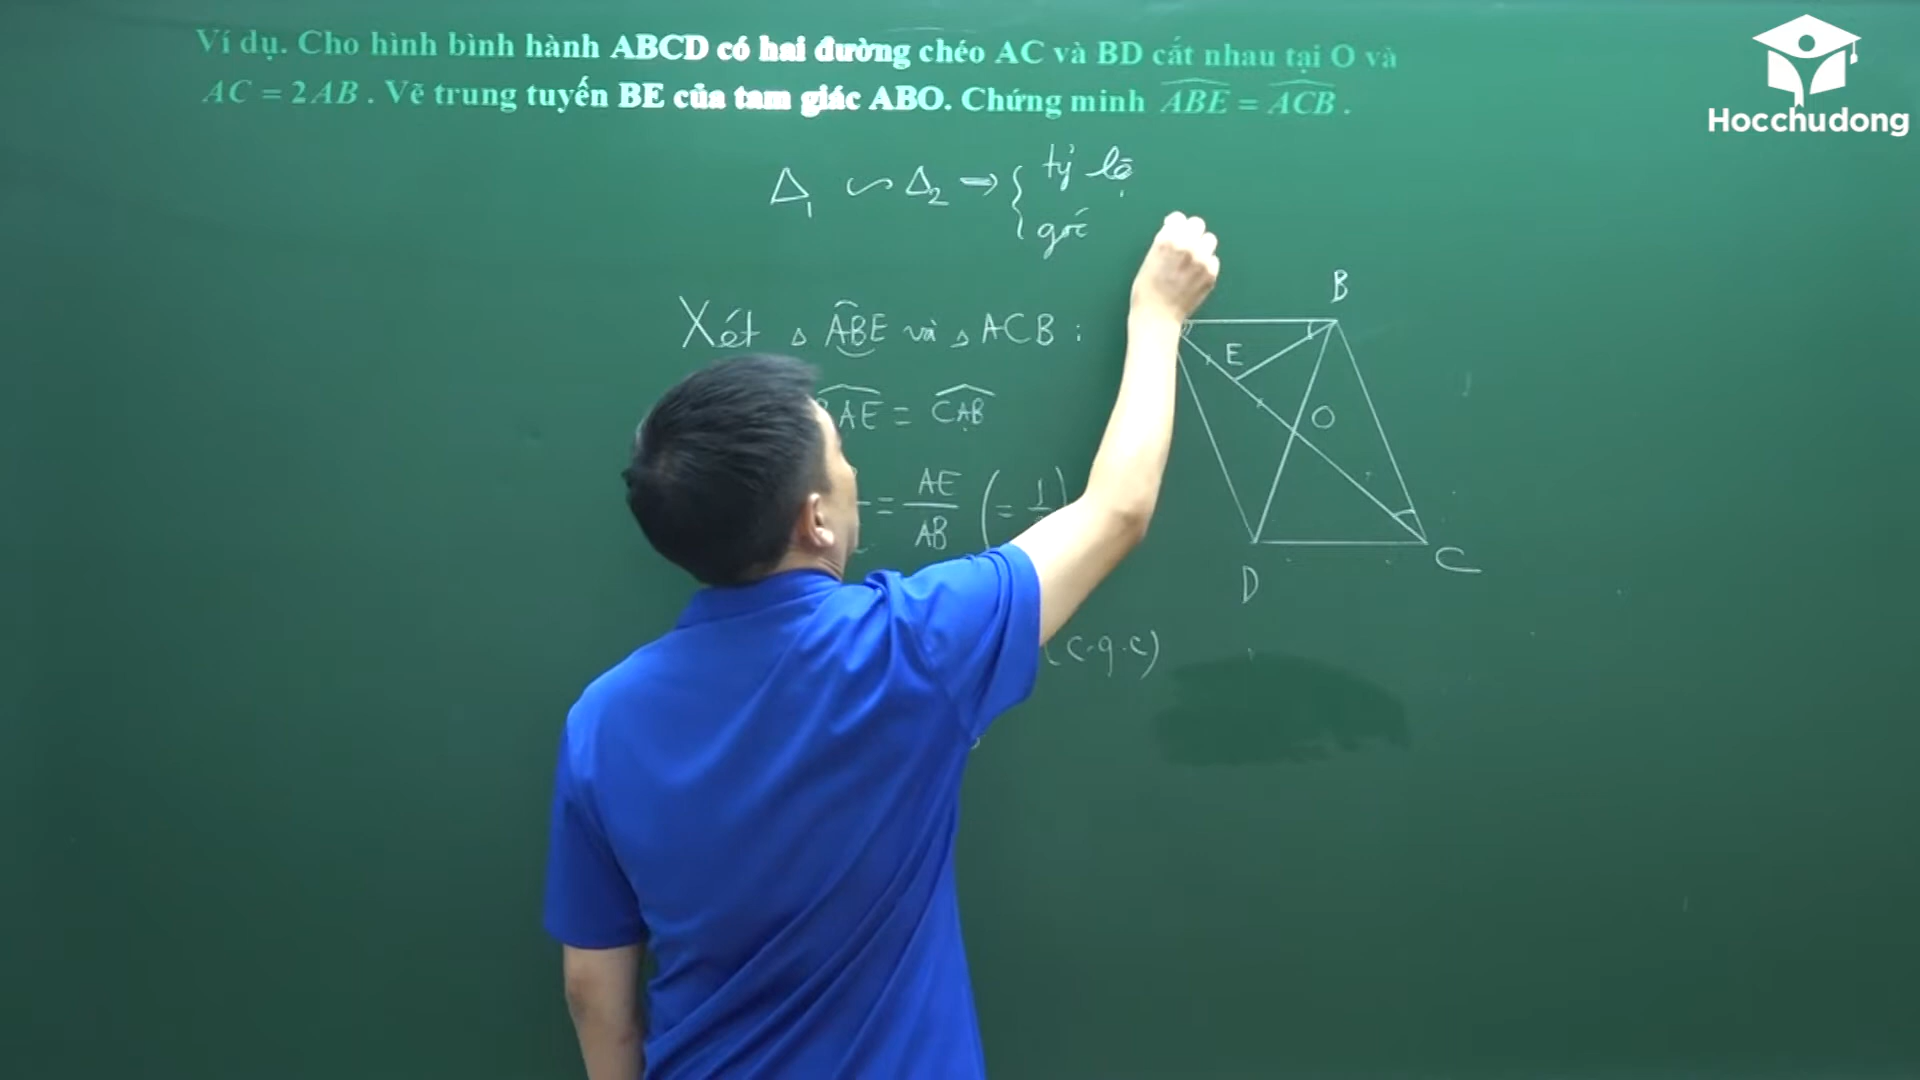 Ví dụ. Cho hình bình hành ABCD có hai đường chéo AC và BD cắt nhau tại O và
AC = 2AB. Vẽ trung tuyến BE của tam giác ABO. Chứng minh ABE = ACB.
Hocchudong
Δ₁ ∽ Δ₂ ⇒ { tỷ lệ
góc
B
Xét Δ ABE và Δ ACB :
E
BAE = CAB
O
= AE/AB (= 1
C
D
(c.g.c)